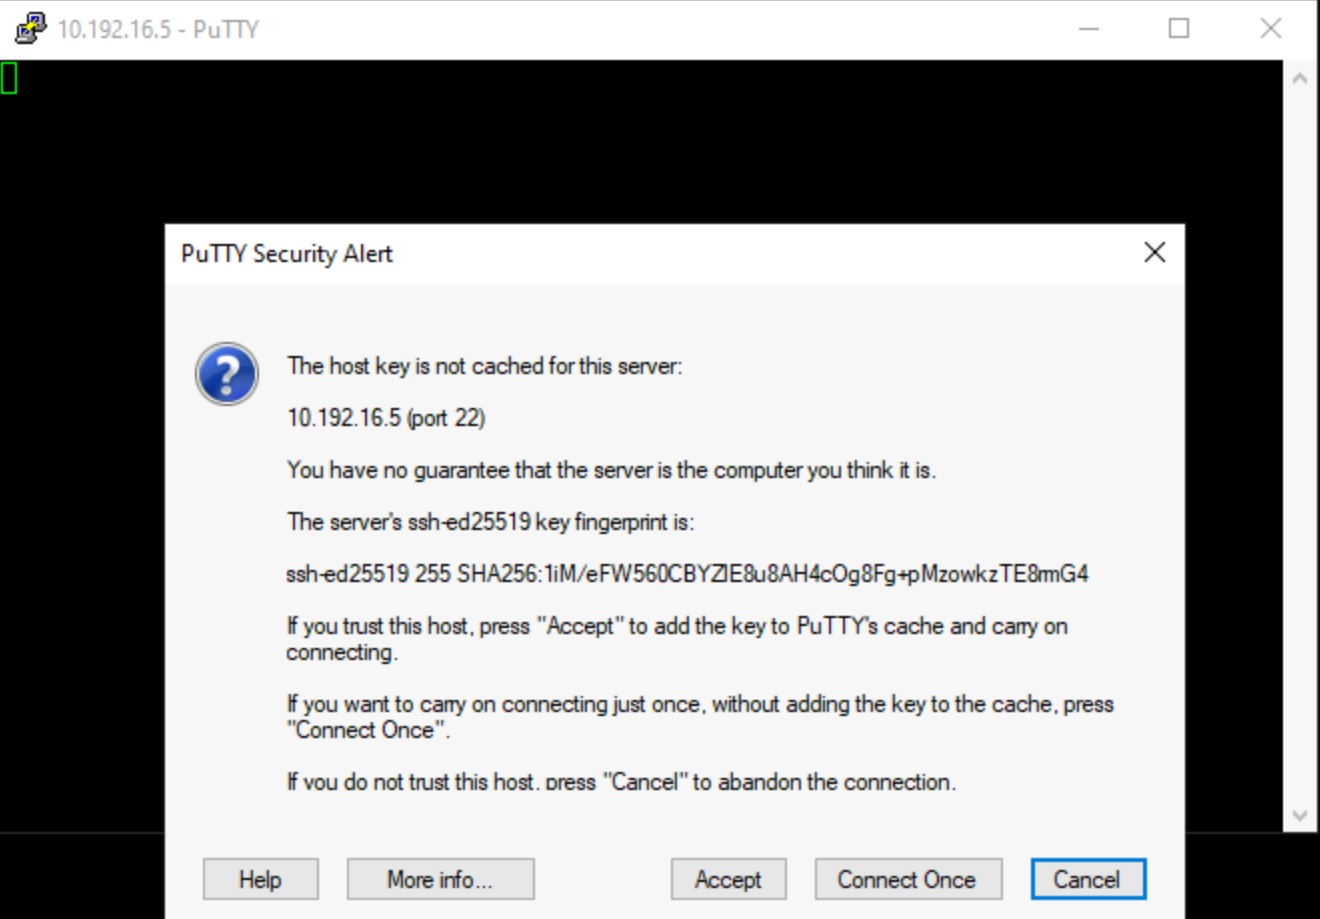 10.192.16.5 - PuTTY
PuTTY Security Alert
The host key is not cached for this server:
10.192.16.5 (port 22)
You have no guarantee that the server is the computer you think it is.
The server's ssh-ed25519 key fingerprint is:
ssh-ed25519 255 SHA256:1iM/eFW560CBYZlE8u8AH4cOg8Fg+pMzowkzTE8mG4
If you trust this host, press "Accept" to add the key to PuTTY's cache and carry on
connecting.
If you want to carry on connecting just once, without adding the key to the cache, press
"Connect Once".
If you do not trust this host, press "Cancel" to abandon the connection.
Help
More info...
Accept
Connect Once
Cancel